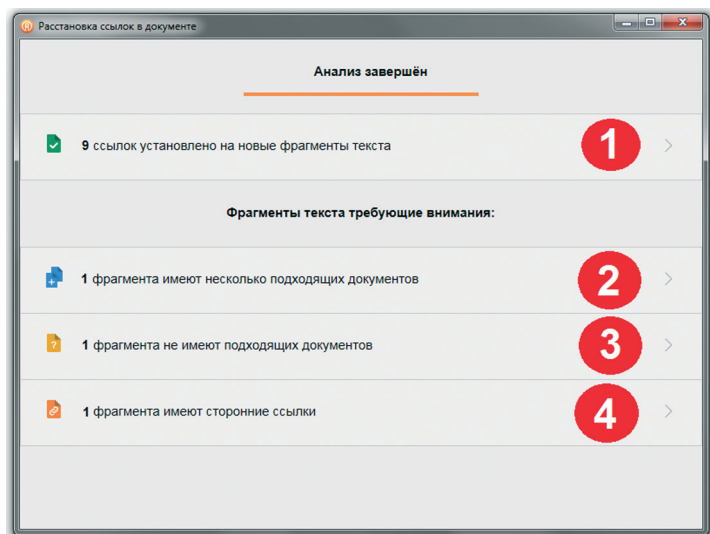 Расстановка ссылок в документе
Анализ завершён
9 ссылок установлено на новые фрагменты текста
1
Фрагменты текста требующие внимания:
1 фрагмента имеют несколько подходящих документов
2
1 фрагмента не имеют подходящих документов
3
1 фрагмента имеют сторонние ссылки
4